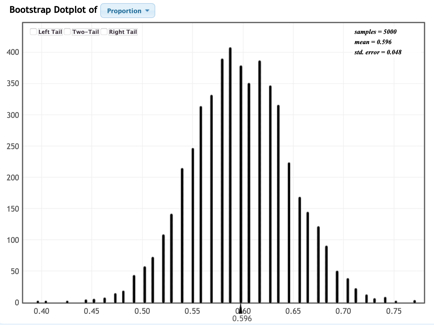 Bootstrap Dotplot of Proportion
Left Tail Two-Tail Right Tail
samples = 5000
mean = 0.596
std. error = 0.048
400
350
300
250
200
150
100
50
0
0.40 0.45 0.50 0.55 0.60 0.65 0.70 0.75
0.596